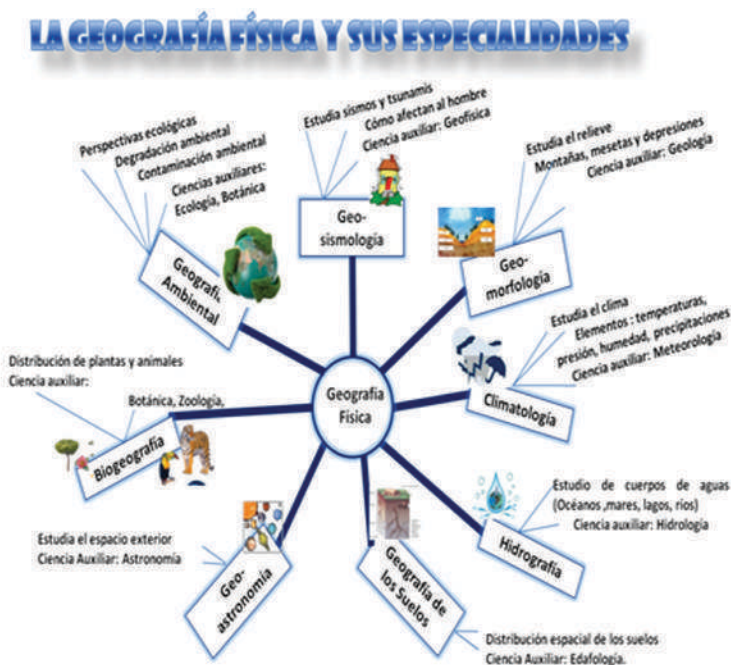 LA GEOGRAFÍA FÍSICA Y SUS ESPECIALIDADES
Estudia sismos y tsunamis
Cómo afectan al hombre
Ciencia auxiliar: Geofísica
Geo-
sismología
Estudia el relieve
Montañas, mesetas y depresiones
Ciencia auxiliar: Geología
Geo-
morfología
Estudia el clima
Elementos : temperaturas,
presión, humedad, precipitaciones
Ciencia auxiliar: Meteorología
Climatología
Estudio de cuerpos de aguas
(Océanos ,mares, lagos, ríos)
Ciencia auxiliar: Hidrología
Hidrografía
Geografía de
los Suelos
Distribución espacial de los suelos
Ciencia Auxiliar: Edafología.
Geo-
astronomía
Estudia el espacio exterior
Ciencia Auxiliar: Astronomía
Biogeografía
Distribución de plantas y animales
Ciencia auxiliar:
Botánica, Zoología,
Perspectivas ecológicas
Degradación ambiental
Contaminación ambiental
Ciencias auxiliares:
Ecología, Botánica
Geografí
Ambiental
Geografía
Física